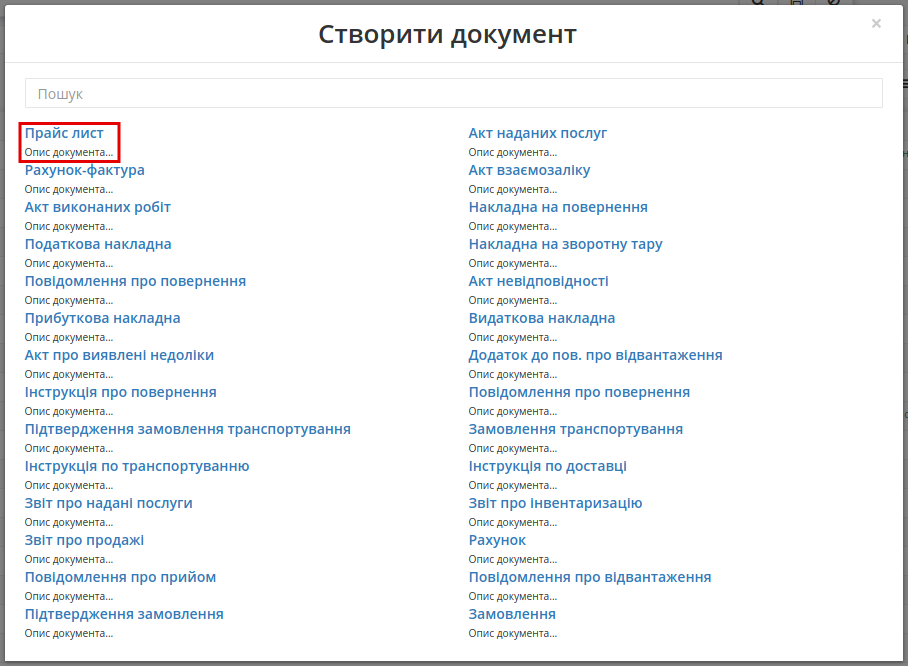 Створити документ
×
Пошук
Прайс лист
Опис документа...
Рахунок-фактура
Опис документа...
Акт виконаних робіт
Опис документа...
Податкова накладна
Опис документа...
Повідомлення про повернення
Опис документа...
Прибуткова накладна
Опис документа...
Акт про виявлені недоліки
Опис документа...
Інструкція про повернення
Опис документа...
Підтвердження замовлення транспортування
Опис документа...
Інструкція по транспортуванню
Опис документа...
Звіт про надані послуги
Опис документа...
Звіт про продажі
Опис документа...
Повідомлення про прийом
Опис документа...
Підтвердження замовлення
Опис документа...
Акт наданих послуг
Опис документа...
Акт взаємозаліку
Опис документа...
Накладна на повернення
Опис документа...
Накладна на зворотну тару
Опис документа...
Акт невідповідності
Опис документа...
Видаткова накладна
Опис документа...
Додаток до пов. про відвантаження
Опис документа...
Повідомлення про повернення
Опис документа...
Замовлення транспортування
Опис документа...
Інструкція по доставці
Опис документа...
Звіт про інвентаризацію
Опис документа...
Рахунок
Опис документа...
Повідомлення про відвантаження
Опис документа...
Замовлення
Опис документа...